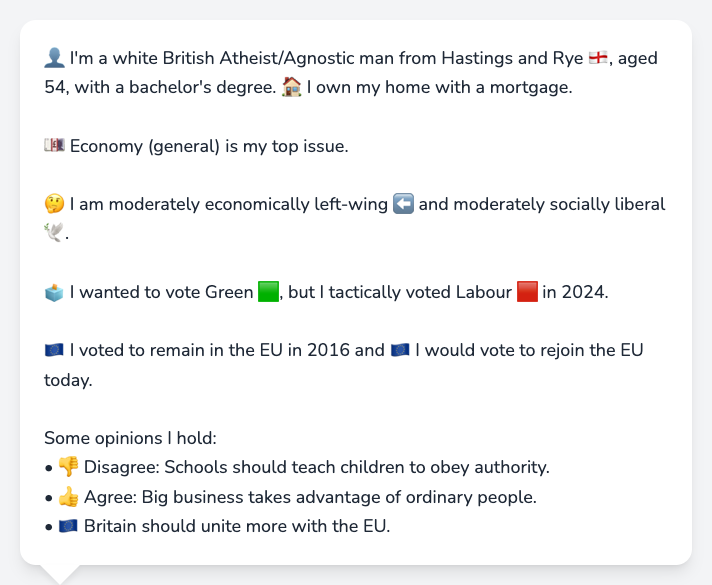 👤 I'm a white British Atheist/Agnostic man from Hastings and Rye 🏴󠁧󠁢󠁥󠁮󠁧󠁿, aged
54, with a bachelor's degree. 🏠 I own my home with a mortgage.
💷 Economy (general) is my top issue.
🤔 I am moderately economically left-wing ⬅️ and moderately socially liberal
🕊️.
🗳️ I wanted to vote Green 🟩, but I tactically voted Labour 🟥 in 2024.
🇪🇺 I voted to remain in the EU in 2016 and 🇪🇺 I would vote to rejoin the EU
today.
Some opinions I hold:
• 👎 Disagree: Schools should teach children to obey authority.
• 👍 Agree: Big business takes advantage of ordinary people.
• 🇪🇺 Britain should unite more with the EU.